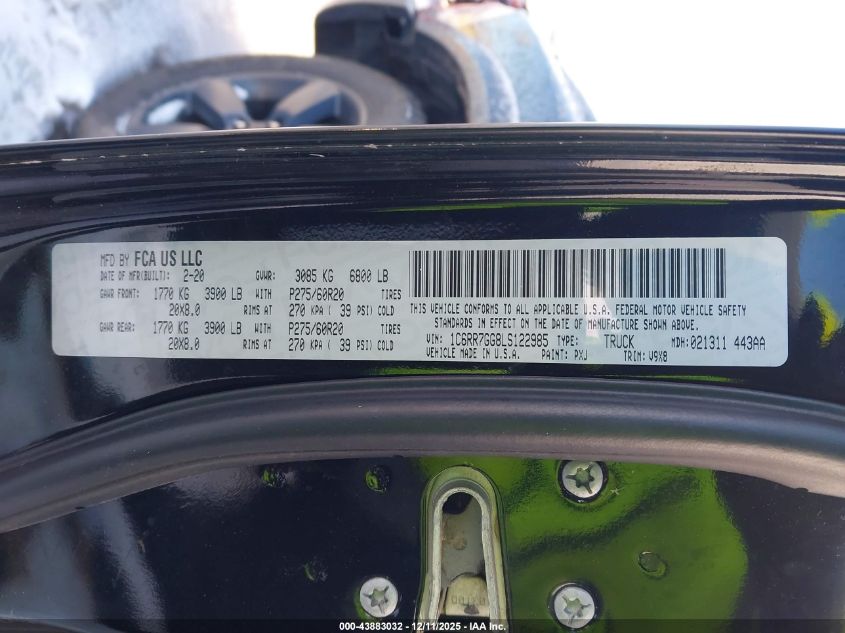 MFD BY FCA US LLC
DATE OF MFR(BUILT): 2-20 GVWR: 3085 KG 6800 LB
GAWR FRONT: 1770 KG 3900 LB WITH P275/60R20 TIRES
20X8.0 RIMS AT 270 KPA ( 39 PSI) COLD
GAWR REAR: 1770 KG 3900 LB WITH P275/60R20 TIRES
20X8.0 RIMS AT 270 KPA ( 39 PSI) COLD
THIS VEHICLE CONFORMS TO ALL APPLICABLE U.S.A. FEDERAL MOTOR VEHICLE SAFETY
STANDARDS IN EFFECT ON THE DATE OF MANUFACTURE SHOWN ABOVE.
VIN: 1C6RR7GG8LS122985 TYPE: TRUCK MDH: 021311 443AA
VEHICLE MADE IN U.S.A. PAINT: PXJ TRIM: V9X8
000-43883032 - 12/11/2025 - IAA Inc.